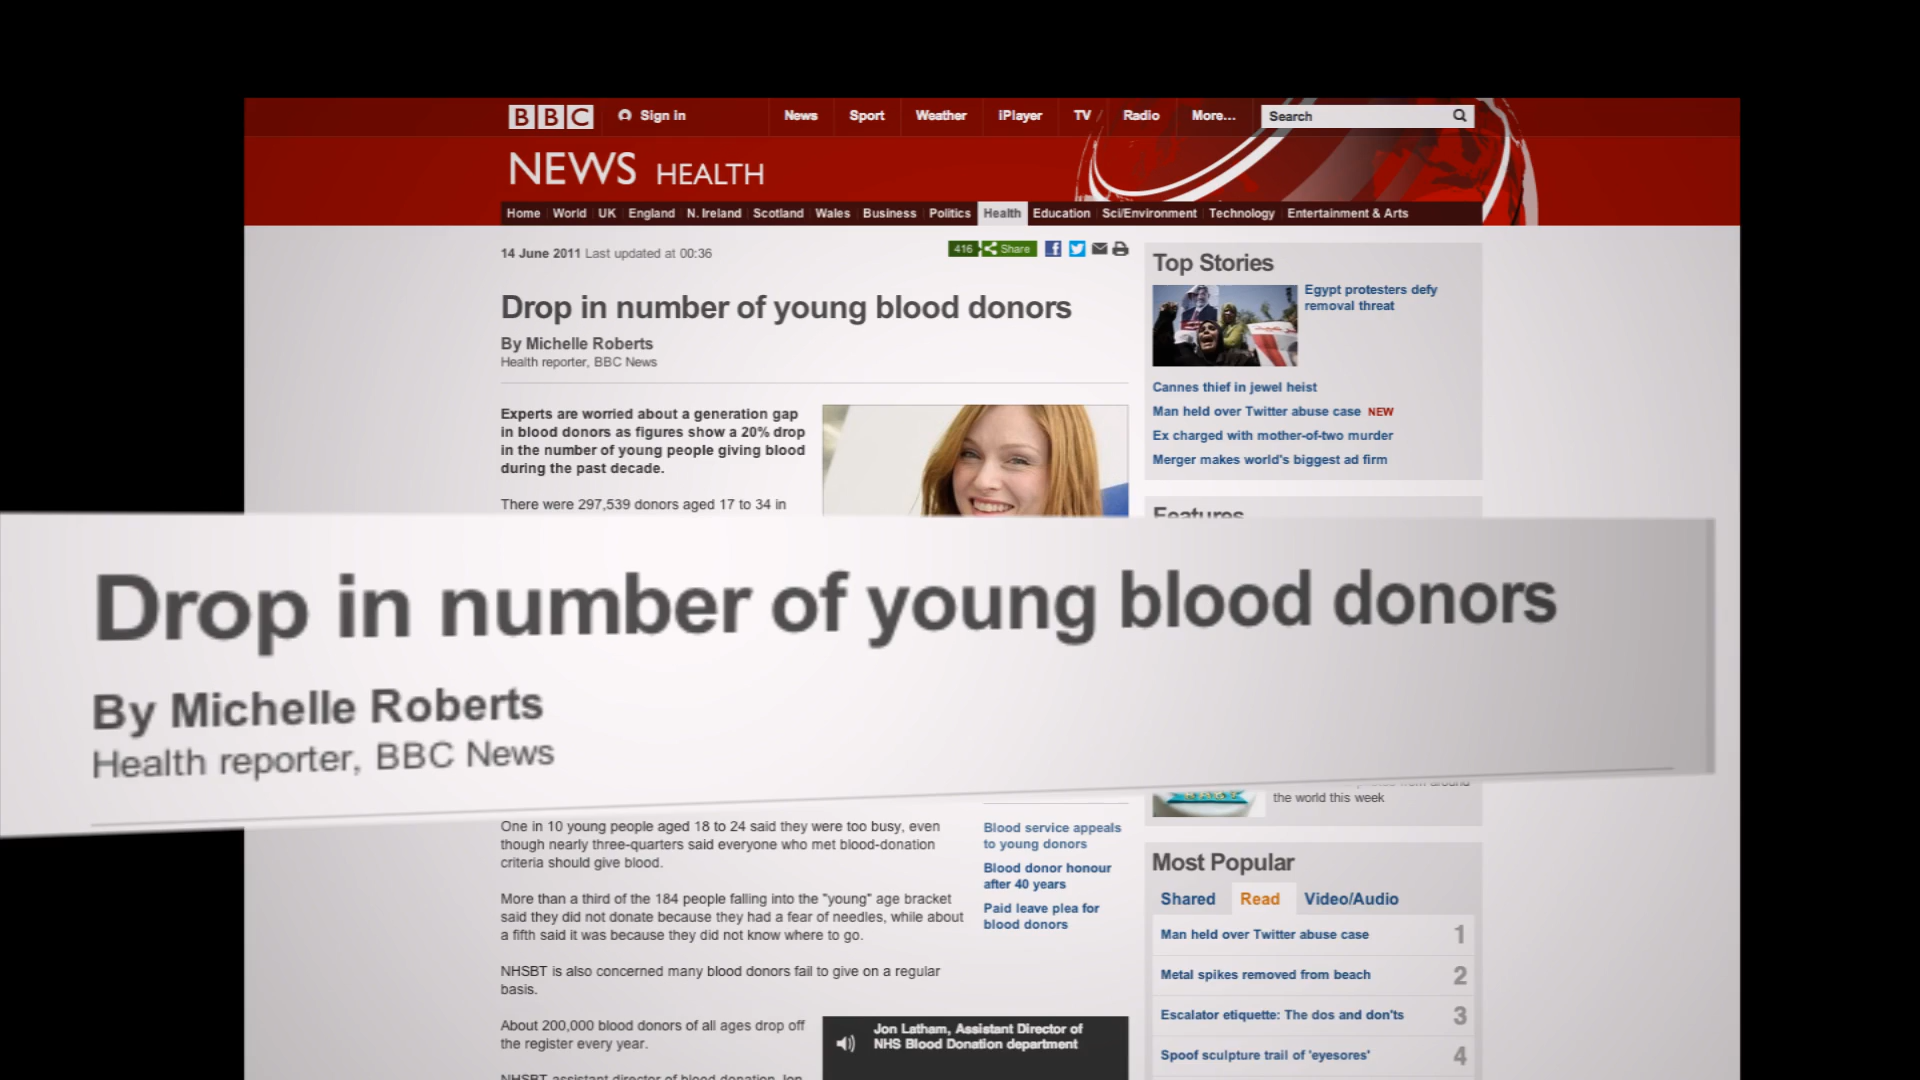 BBC Sign in News Sport Weather iPlayer TV Radio More... Search
NEWS HEALTH
Home World UK England N. Ireland Scotland Wales Business Politics Health Education Sci/Environment Technology Entertainment & Arts
14 June 2011 Last updated at 00:36
416 Share
Drop in number of young blood donors
By Michelle Roberts
Health reporter, BBC News
Experts are worried about a generation gap
in blood donors as figures show a 20% drop
in the number of young people giving blood
during the past decade.
There were 297,539 donors aged 17 to 34 in
Top Stories
Egypt protesters defy
removal threat
Cannes thief in jewel heist
Man held over Twitter abuse case NEW
Ex charged with mother-of-two murder
Merger makes world's biggest ad firm
Features
Drop in number of young blood donors
By Michelle Roberts
Health reporter, BBC News
the world this week
One in 10 young people aged 18 to 24 said they were too busy, even
though nearly three-quarters said everyone who met blood-donation
criteria should give blood.
More than a third of the 184 people falling into the "young" age bracket
said they did not donate because they had a fear of needles, while about
a fifth said it was because they did not know where to go.
NHSBT is also concerned many blood donors fail to give on a regular
basis.
About 200,000 blood donors of all ages drop off
the register every year.
NHSBT assistant director of blood donation Jon
Blood service appeals
to young donors
Blood donor honour
after 40 years
Paid leave plea for
blood donors
Jon Latham, Assistant Director of
NHS Blood Donation department
Most Popular
Shared Read Video/Audio
Man held over Twitter abuse case 1
Metal spikes removed from beach 2
Escalator etiquette: The dos and don'ts 3
Spoof sculpture trail of 'eyesores' 4